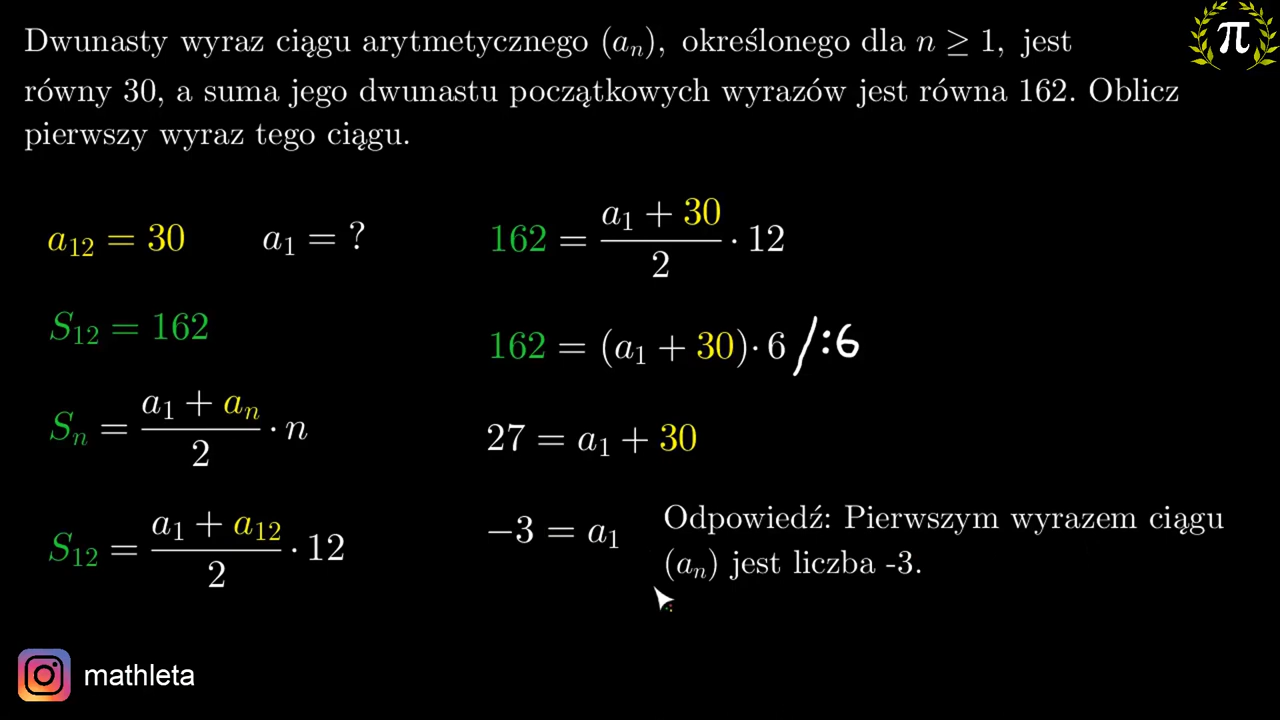 Dwunasty wyraz ciągu arytmetycznego (aₙ), określonego dla n ≥ 1, jest
równy 30, a suma jego dwunastu początkowych wyrazów jest równa 162. Oblicz
pierwszy wyraz tego ciągu.
a₁₂ = 30
a₁ = ?
S₁₂ = 162
Sₙ = (a₁ + aₙ)/2 · n
S₁₂ = (a₁ + a₁₂)/2 · 12
162 = (a₁ + 30)/2 · 12
162 = (a₁ + 30) · 6 /:6
27 = a₁ + 30
−3 = a₁
Odpowiedź: Pierwszym wyrazem ciągu
(aₙ) jest liczba -3.
π
mathleta